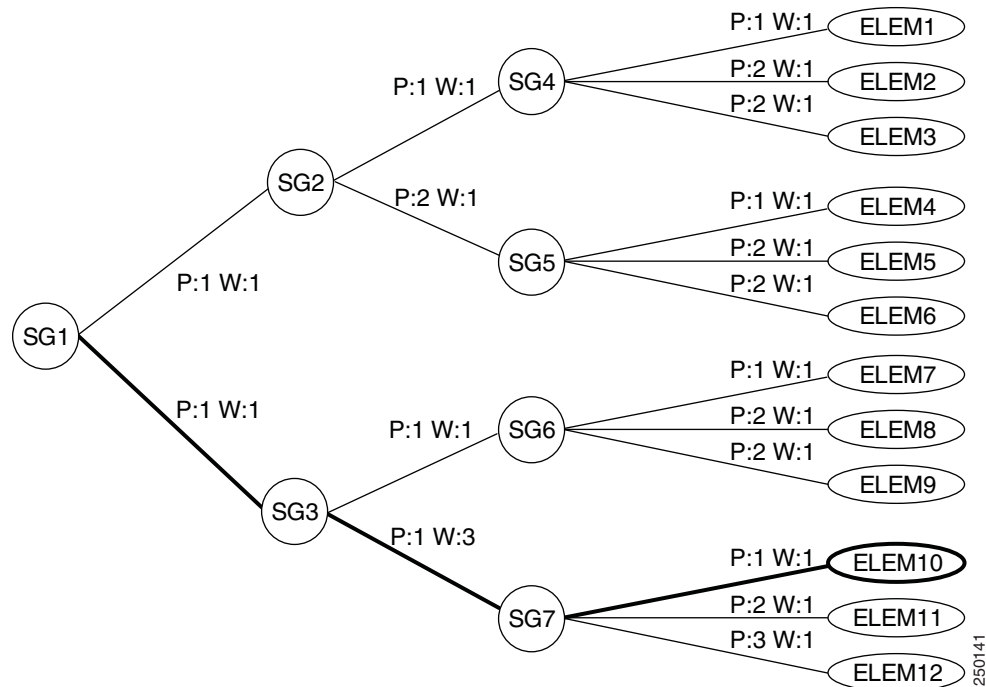 P:1 W:1
ELEM1
P:2 W:1
ELEM2
P:2 W:1
ELEM3
SG4
P:1 W:1
SG2
P:2 W:1
P:1 W:1
ELEM4
P:2 W:1
ELEM5
P:2 W:1
ELEM6
SG5
P:1 W:1
SG1
P:1 W:1
P:1 W:1
ELEM7
P:2 W:1
ELEM8
P:2 W:1
ELEM9
P:1 W:1
SG6
SG3
P:1 W:3
P:1 W:1
ELEM10
P:2 W:1
ELEM11
P:3 W:1
ELEM12
SG7
250141